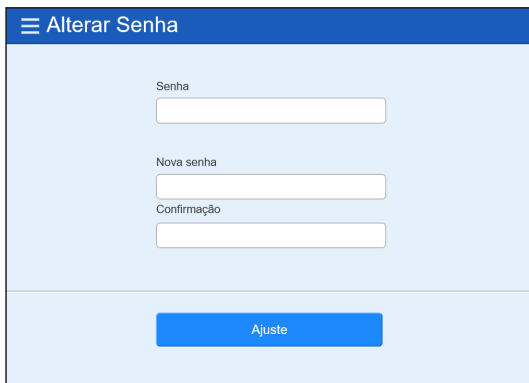 Alterar Senha
Senha
Nova senha
Confirmação
Ajuste